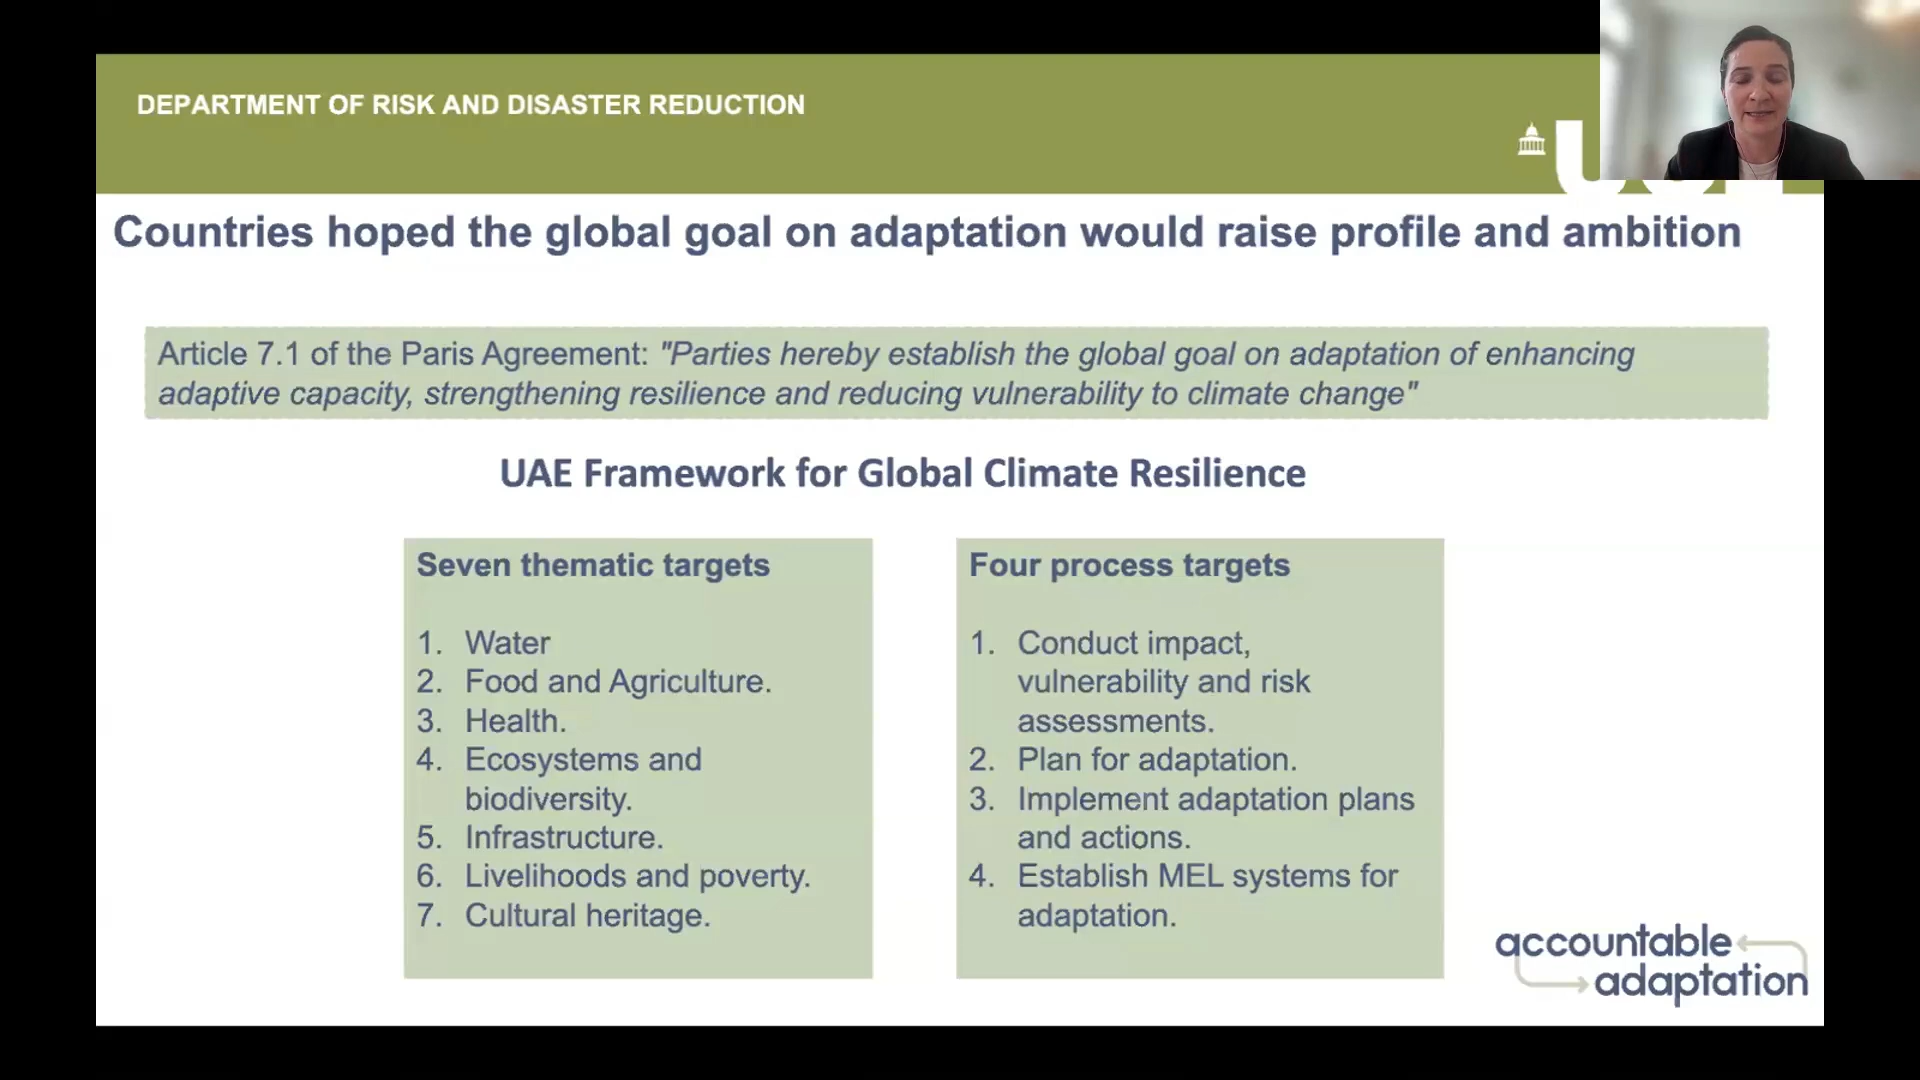 DEPARTMENT OF RISK AND DISASTER REDUCTION
Countries hoped the global goal on adaptation would raise profile and ambition
Article 7.1 of the Paris Agreement: "Parties hereby establish the global goal on adaptation of enhancing
adaptive capacity, strengthening resilience and reducing vulnerability to climate change"
UAE Framework for Global Climate Resilience
Seven thematic targets
1. Water
2. Food and Agriculture.
3. Health.
4. Ecosystems and
biodiversity.
5. Infrastructure.
6. Livelihoods and poverty.
7. Cultural heritage.
Four process targets
1. Conduct impact,
vulnerability and risk
assessments.
2. Plan for adaptation.
3. Implement adaptation plans
and actions.
4. Establish MEL systems for
adaptation.
accountable
adaptation